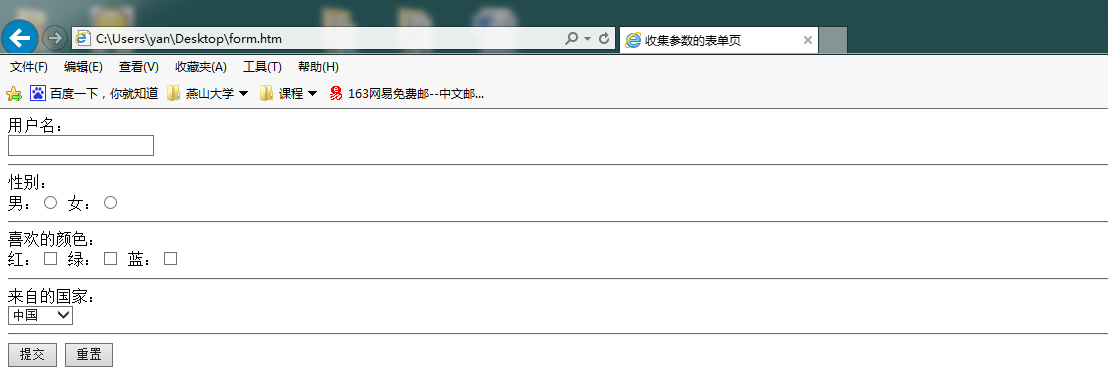 C:\Users\yan\Desktop\form.htm 收集参数的表单页
文件(F) 编辑(E) 查看(V) 收藏夹(A) 工具(T) 帮助(H)
百度一下，你就知道 燕山大学 课程 163网易免费邮--中文邮...
用户名：
性别：
男： 女：
喜欢的颜色：
红： 绿： 蓝：
来自的国家：
中国
提交 重置